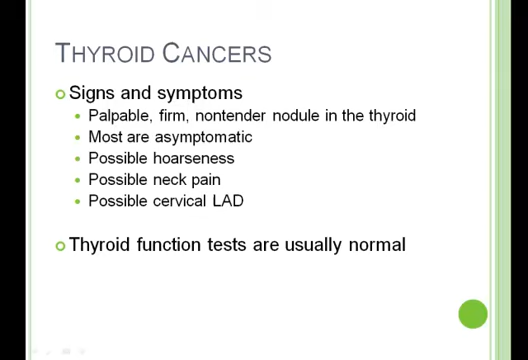 THYROID CANCERS
Signs and symptoms
Palpable, firm, nontender nodule in the thyroid
Most are asymptomatic
Possible hoarseness
Possible neck pain
Possible cervical LAD
Thyroid function tests are usually normal